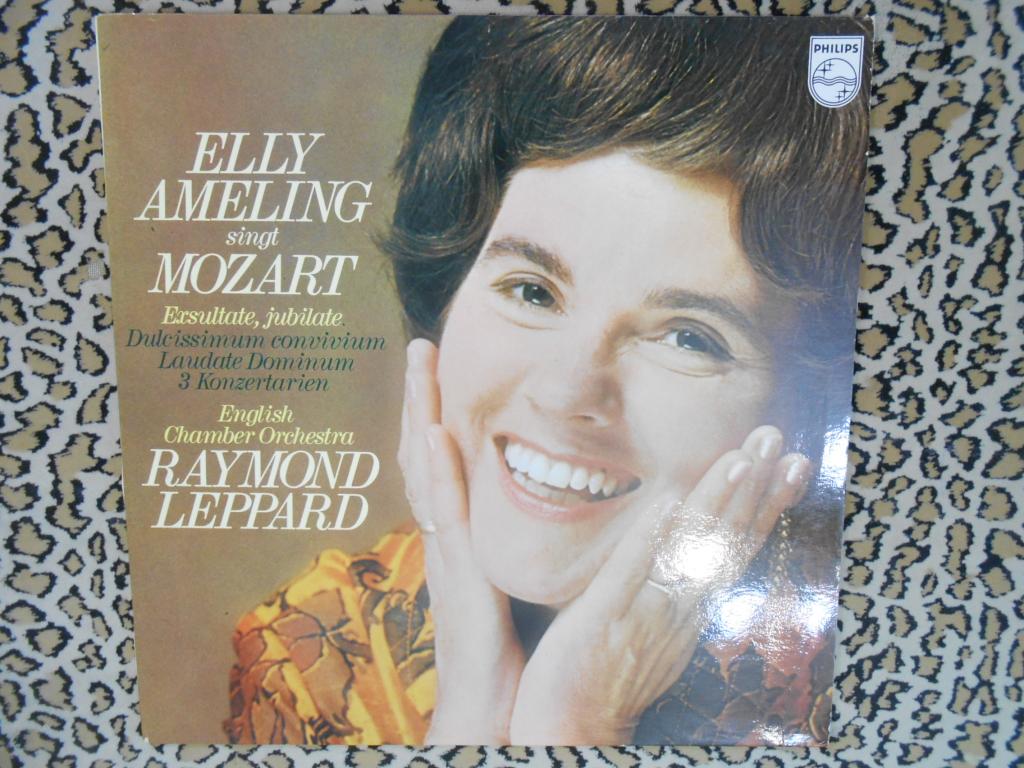 ELLY
AMELING
singt
MOZART
Exsultate, jubilate
Dulcissimum convivium
Laudate Dominum
3 Konzertarien
English
Chamber Orchestra
RAYMOND
LEPPARD
PHILIPS